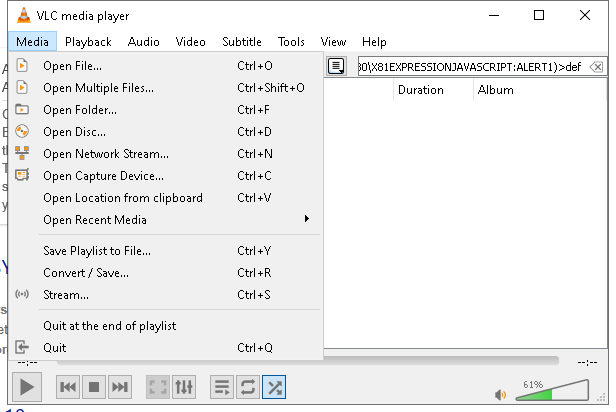 VLC media player
Media Playback Audio Video Subtitle Tools View Help
Open File... Ctrl+O
\X81EXPRESSIONJAVASCRIPT:ALERT1)>def
Open Multiple Files... Ctrl+Shift+O
Duration Album
Open Folder... Ctrl+F
Open Disc... Ctrl+D
Open Network Stream... Ctrl+N
Open Capture Device... Ctrl+C
Open Location from clipboard Ctrl+V
Open Recent Media
Save Playlist to File... Ctrl+Y
Convert / Save... Ctrl+R
Stream... Ctrl+S
Quit at the end of playlist
Quit Ctrl+Q
--:-- --:--
61%